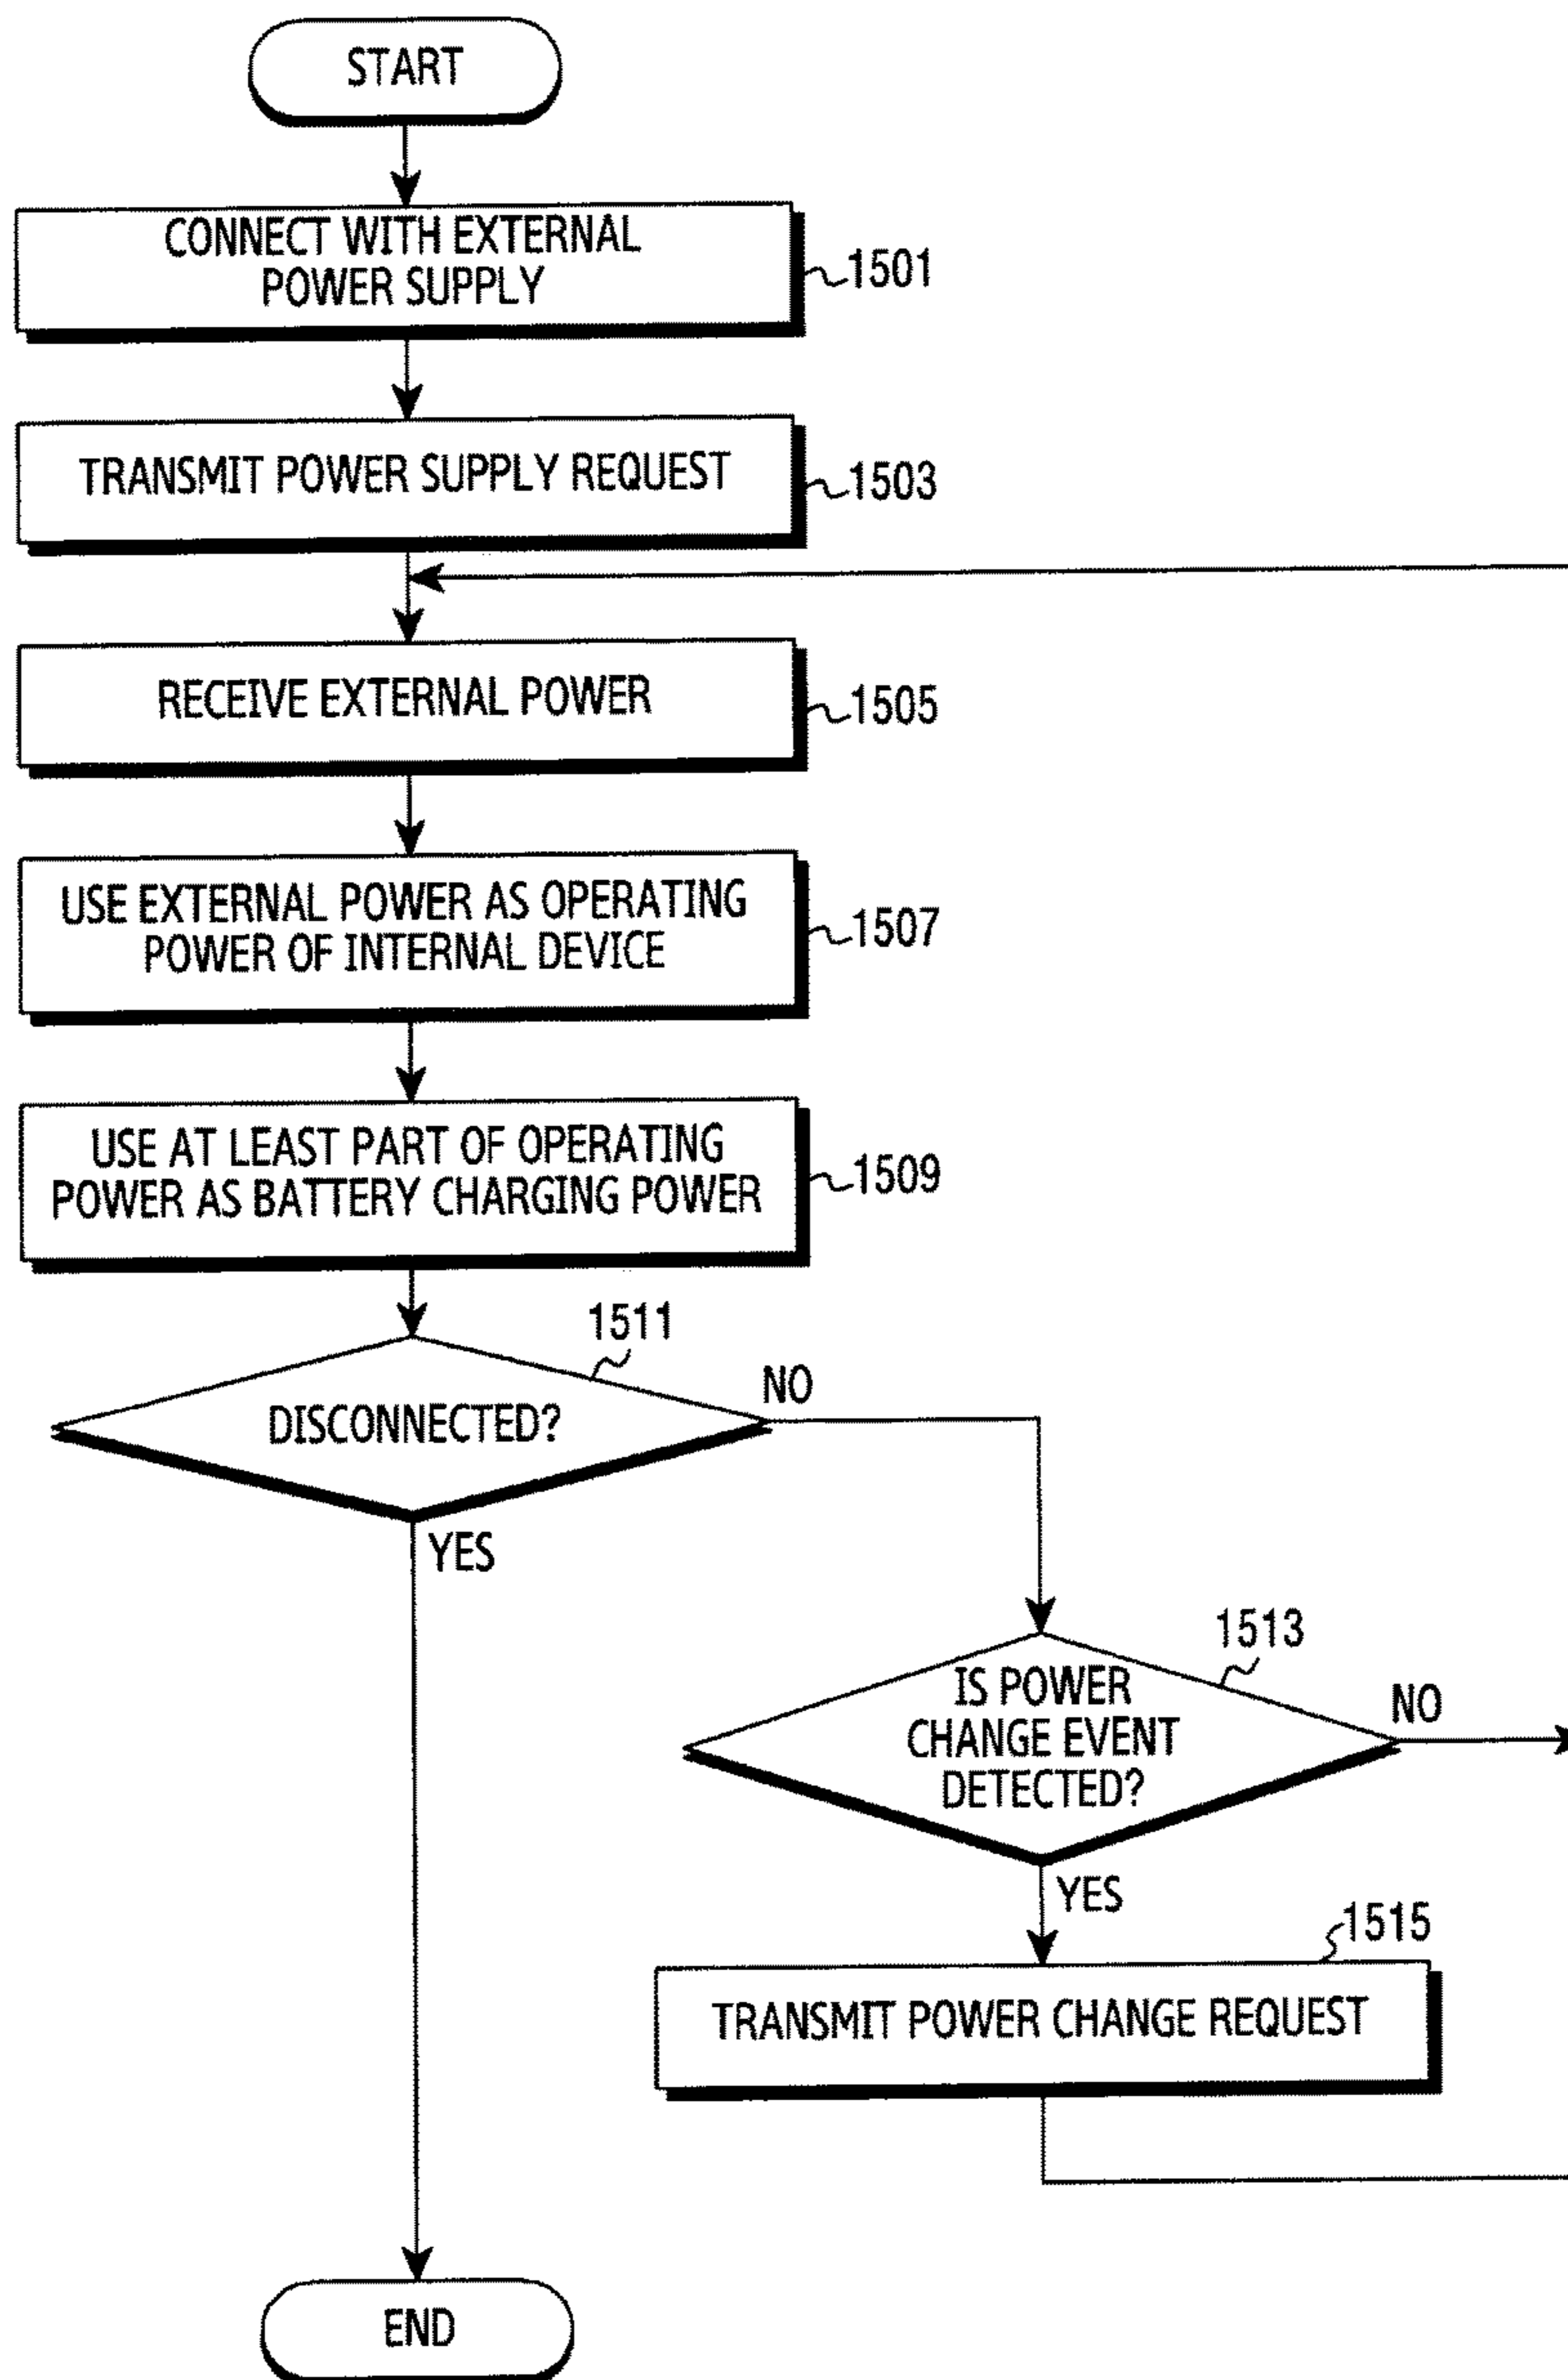 START
CONNECT WITH EXTERNAL
POWER SUPPLY
1501
TRANSMIT POWER SUPPLY REQUEST
1503
RECEIVE EXTERNAL POWER
1505
USE EXTERNAL POWER AS OPERATING
POWER OF INTERNAL DEVICE
1507
USE AT LEAST PART OF OPERATING
POWER AS BATTERY CHARGING POWER
1509
1511
DISCONNECTED?
NO
YES
1513
IS POWER
CHANGE EVENT
DETECTED?
NO
YES
1515
TRANSMIT POWER CHANGE REQUEST
END